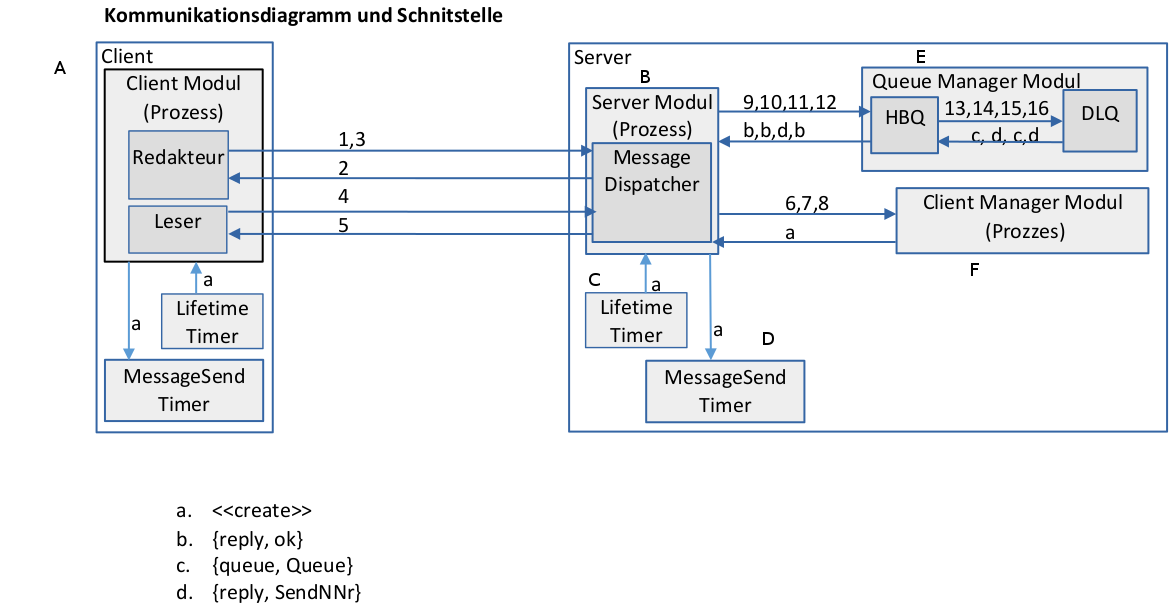 Kommunikationsdiagramm und Schnitstelle
A
Client
Client Modul
(Prozess)
Redakteur
Leser
1,3
2
4
5
a
a
Lifetime
Timer
MessageSend
Timer
Server
B
Server Modul
(Prozess)
Message
Dispatcher
9,10,11,12
b,b,d,b
E
Queue Manager Modul
HBQ
13,14,15,16
c, d, c,d
DLQ
6,7,8
a
Client Manager Modul
(Prozzes)
F
C
a
Lifetime
Timer
a
D
MessageSend
Timer
a. <<create>>
b. {reply, ok}
c. {queue, Queue}
d. {reply, SendNNr}